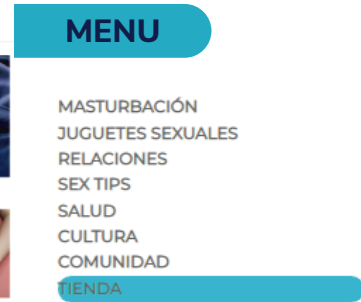 MENU
MASTURBACIÓN
JUGUETES SEXUALES
RELACIONES
SEX TIPS
SALUD
CULTURA
COMUNIDAD
TIENDA